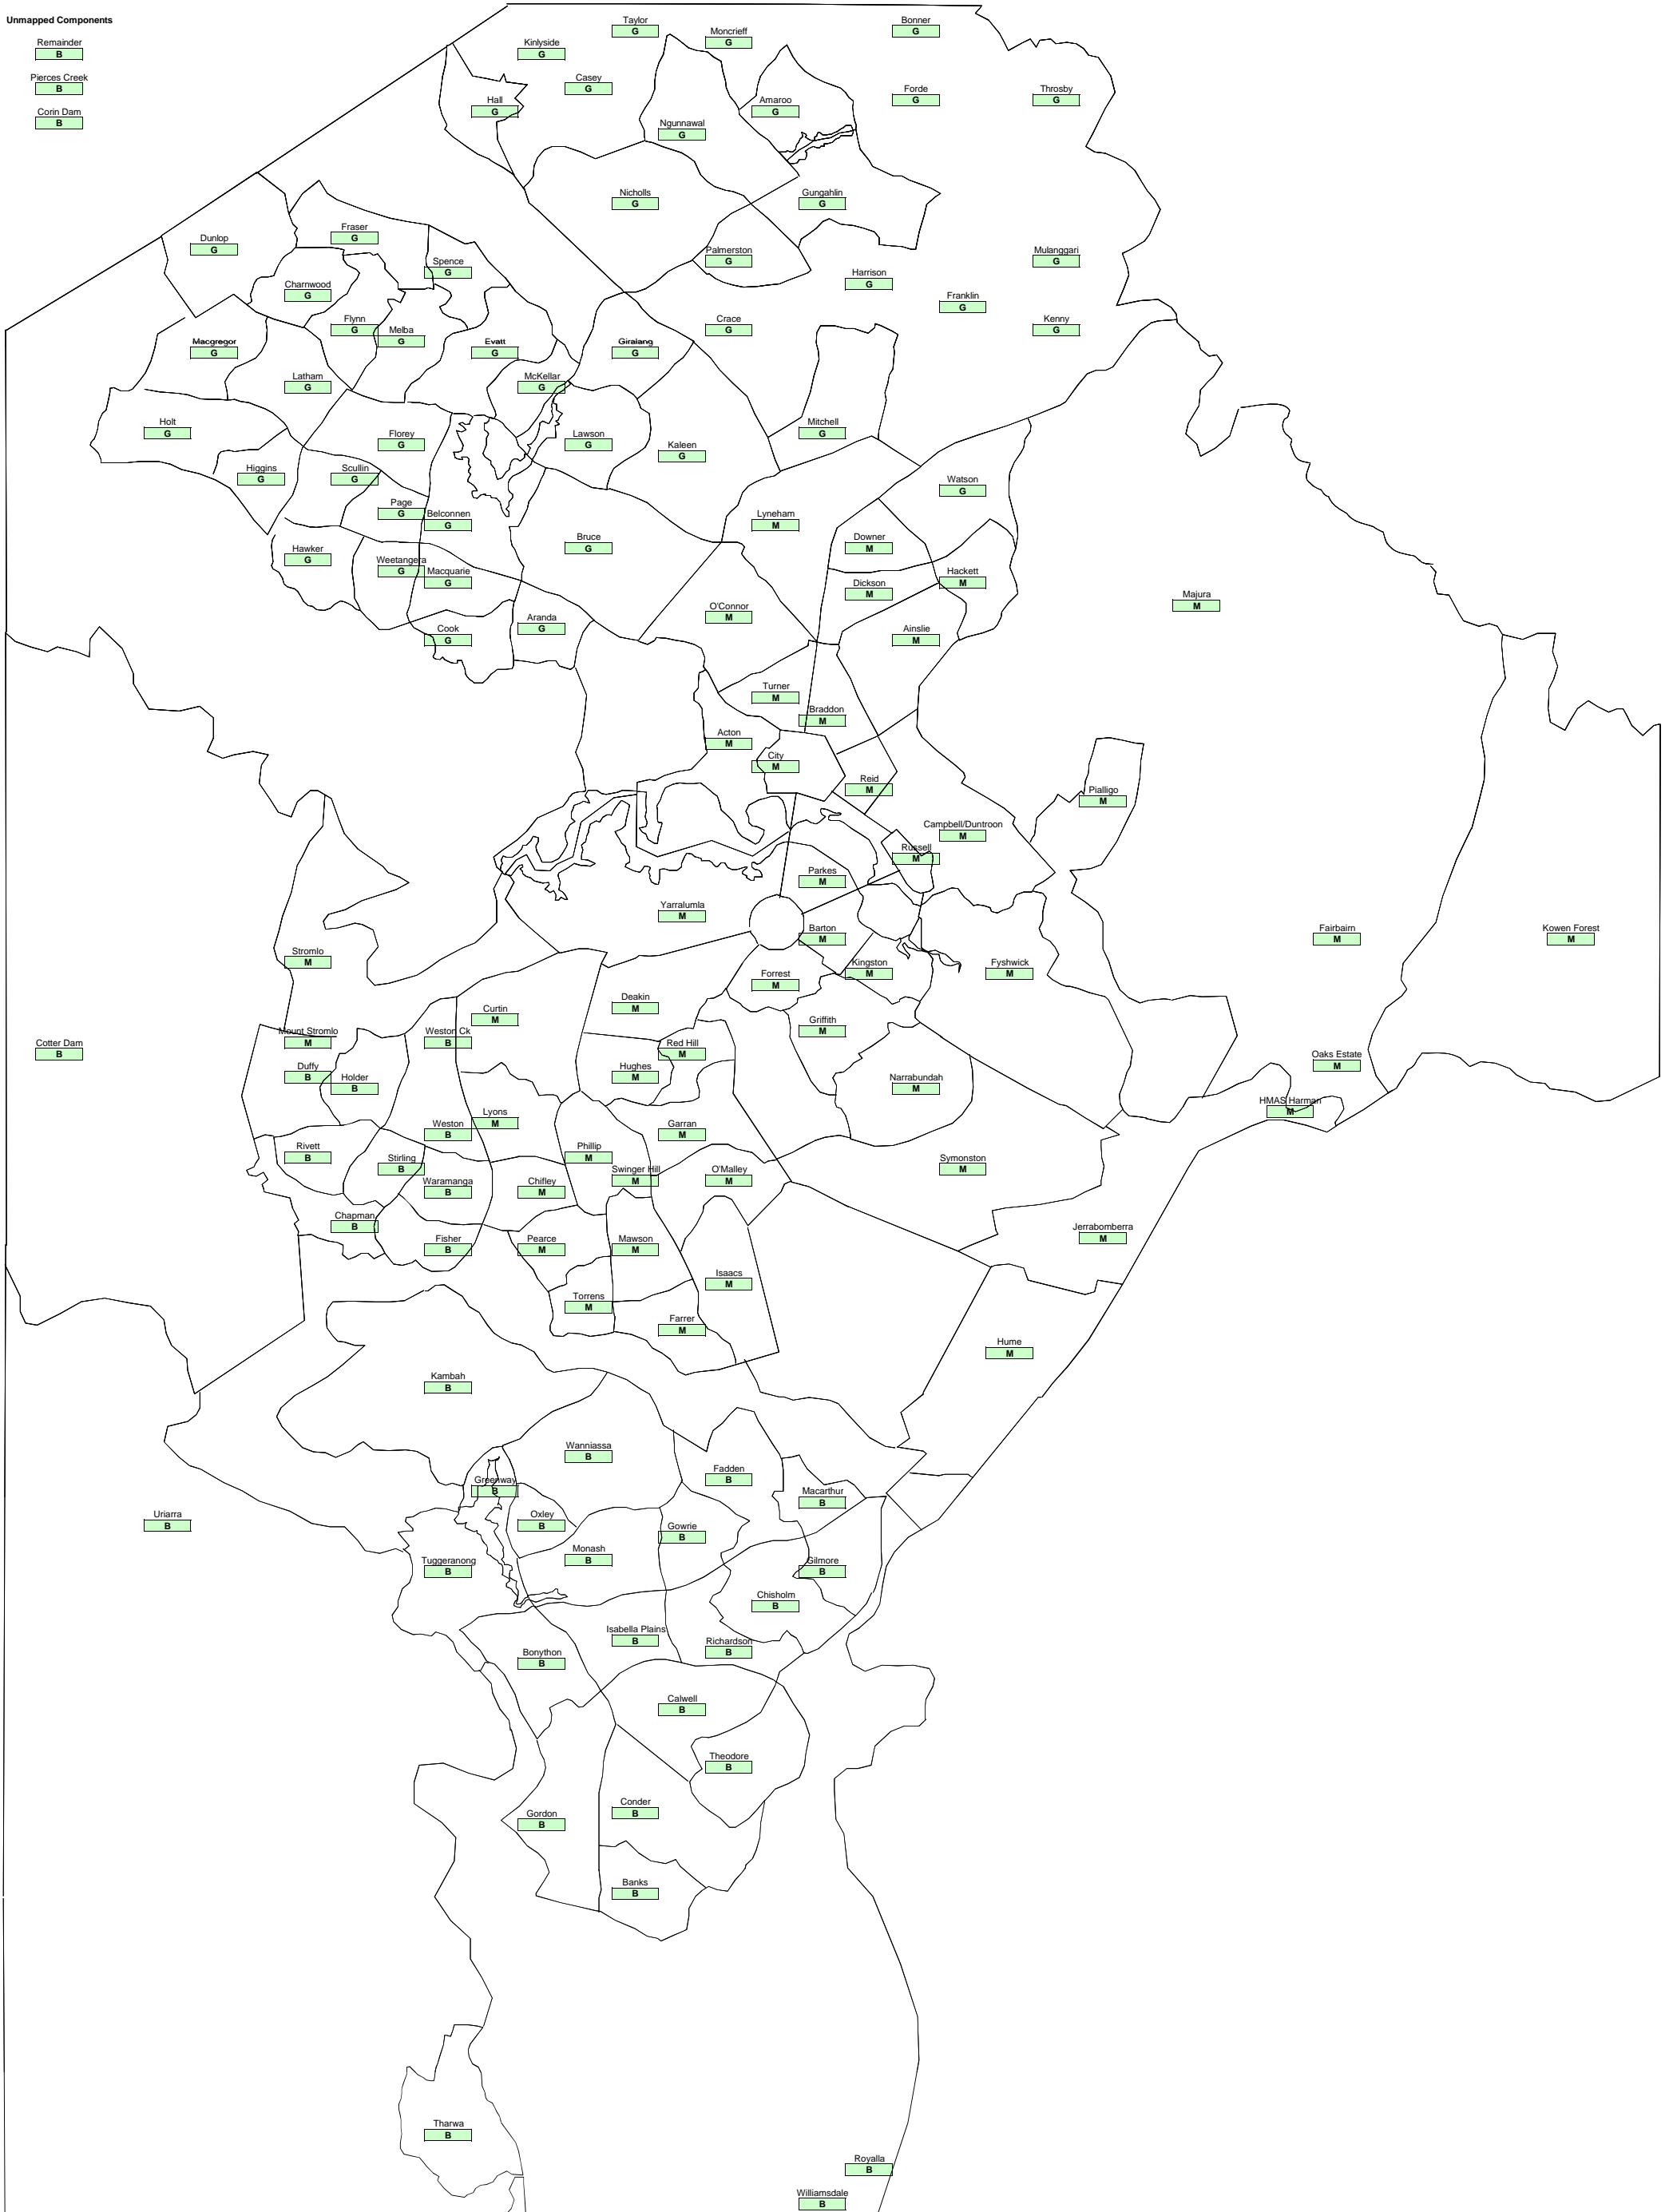 Unmapped Components
Remainder
B
Pierces Creek
B
Corin Dam
B
Taylor
G
Moncrieff
G
Bonner
G
Kinlyside
G
Casey
G
Hall
G
Amaroo
G
Forde
G
Throsby
G
Ngunnawal
G
Nicholls
G
Gungahlin
G
Dunlop
G
Fraser
G
Spence
G
Palmerston
G
Mulanggari
G
Harrison
G
Charnwood
G
Franklin
G
Flynn
G
Melba
G
Crace
G
Kenny
G
Macgregor
G
Evatt
G
Giralang
G
Latham
G
McKellar
G
Holt
G
Florey
G
Lawson
G
Kaleen
G
Mitchell
G
Higgins
G
Scullin
G
Watson
G
Page
G
Belconnen
G
Lyneham
M
Hawker
G
Weetangera
G
Macquarie
G
Bruce
G
Downer
M
Dickson
M
Hackett
M
Majura
M
Cook
G
Aranda
G
O'Connor
M
Ainslie
M
Turner
M
Braddon
M
Acton
M
City
M
Reid
M
Pialligo
M
Campbell/Duntroon
M
Russell
M
Parkes
M
Yarralumla
M
Barton
M
Fairbairn
M
Kowen Forest
M
Stromlo
M
Forrest
M
Kingston
M
Fyshwick
M
Curtin
M
Deakin
M
Griffith
M
Cotter Dam
B
Mount Stromlo
M
Weston Ck
B
Red Hill
M
Oaks Estate
M
Duffy
B
Holder
B
Hughes
M
Narrabundah
M
HMAS Harman
M
Weston
B
Lyons
M
Garran
M
Rivett
B
Stirling
B
Phillip
M
Swinger Hill
M
O'Malley
M
Symonston
M
Waramanga
B
Chifley
M
Chapman
B
Jerrabomberra
M
Fisher
B
Pearce
M
Mawson
M
Isaacs
M
Torrens
M
Farrer
M
Hume
M
Kambah
B
Wanniassa
B
Greenway
B
Fadden
B
Macarthur
B
Uriarra
B
Oxley
B
Gowrie
B
Monash
B
Tuggeranong
B
Gilmore
B
Chisholm
B
Isabella Plains
B
Richardson
B
Bonython
B
Calwell
B
Theodore
B
Gordon
B
Conder
B
Banks
B
Tharwa
B
Royalla
B
Williamsdale
B